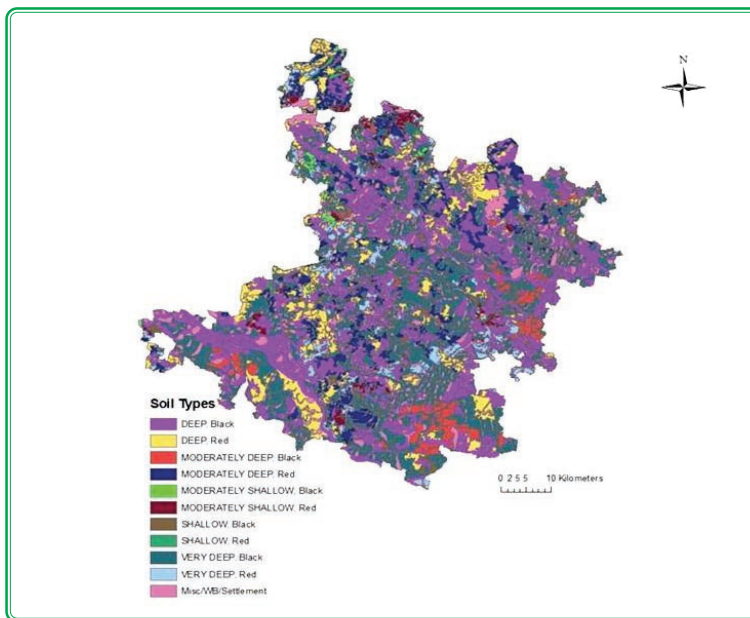 N
Soil Types
DEEP. Black
DEEP. Red
MODERATELY DEEP. Black
MODERATELY DEEP. Red
MODERATELY SHALLOW. Black
MODERATELY SHALLOW. Red
SHALLOW. Black
SHALLOW. Red
VERY DEEP. Black
VERY DEEP. Red
Misc/WB/Settlement
0 2.5 5 10 Kilometers